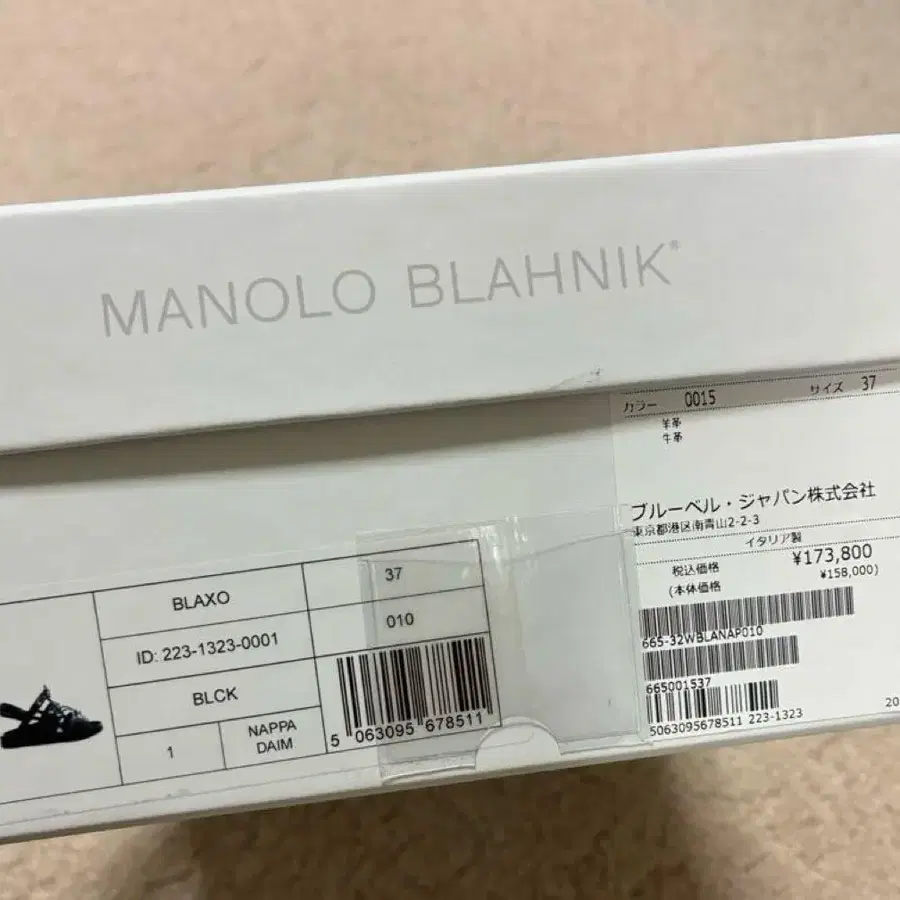 MANOLO BLAHNIK®
BLAXO
37
ID: 223-1323-0001
010
BLCK
1
NAPPA
DAIM
5 063095 678511
カラー 0015 サイズ 37
羊革
牛革
ブルーベル・ジャパン株式会社
東京都港区南青山2-2-3
イタリア製
税込価格 ¥173,800
(本体価格 ¥158,000)
665-32WBLANAP010
665001537
5063095678511 223-1323
20